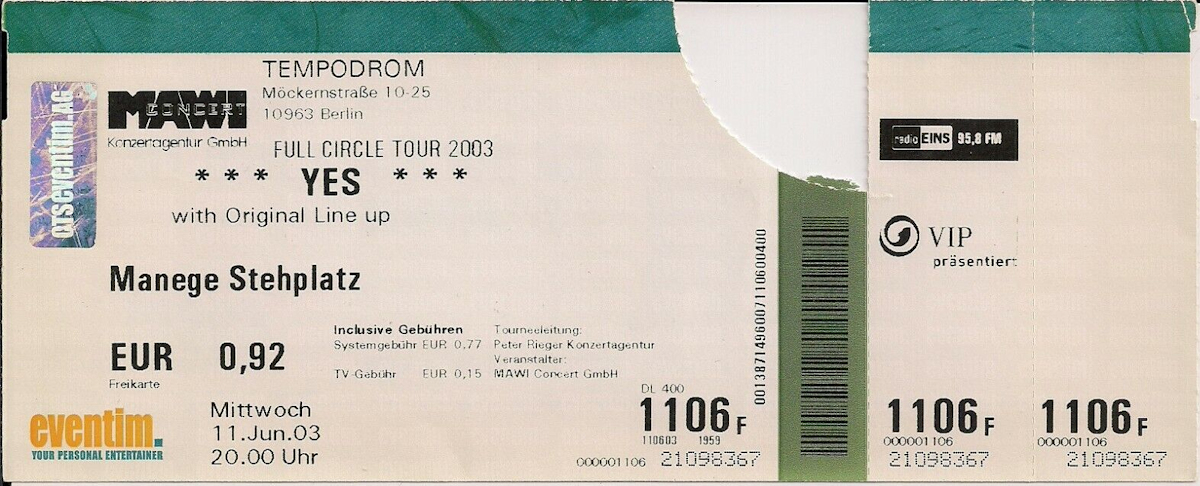 TEMPODROM
Möckernstraße 10-25
10963 Berlin
CTSeventim.AG
MAWI
CONCERT
Konzertagentur GmbH
FULL CIRCLE TOUR 2003
* * * YES * * *
with Original Line up
Manege Stehplatz
EUR 0,92
Freikarte
Inclusive Gebühren
Systemgebühr EUR 0,77
TV-Gebühr EUR 0,15
Tourneeleitung:
Peter Rieger Konzertagentur
Veranstalter:
MAWI Concert GmbH
eventim.
YOUR PERSONAL ENTERTAINER
Mittwoch
11.Jun.03
20.00 Uhr
DL 400
1106 F
110603 1959
000001106 21098367
0013871496007110600400
radio EINS 95,8 FM
VIP
präsentiert
1106 F
000001106
21098367
1106 F
000001106
21098367